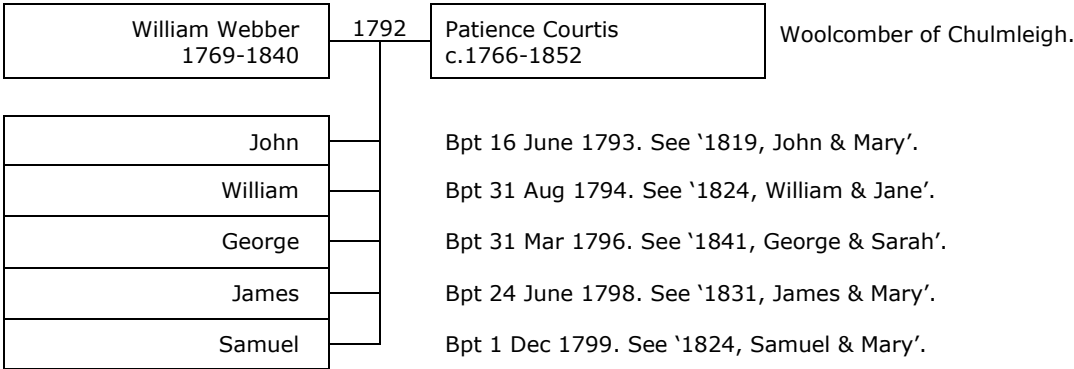 William Webber
1769-1840
1792
Patience Courtis
c.1766-1852
Woolcomber of Chulmleigh.
John
Bpt 16 June 1793. See ‘1819, John & Mary’.
William
Bpt 31 Aug 1794. See ‘1824, William & Jane’.
George
Bpt 31 Mar 1796. See ‘1841, George & Sarah’.
James
Bpt 24 June 1798. See ‘1831, James & Mary’.
Samuel
Bpt 1 Dec 1799. See ‘1824, Samuel & Mary’.